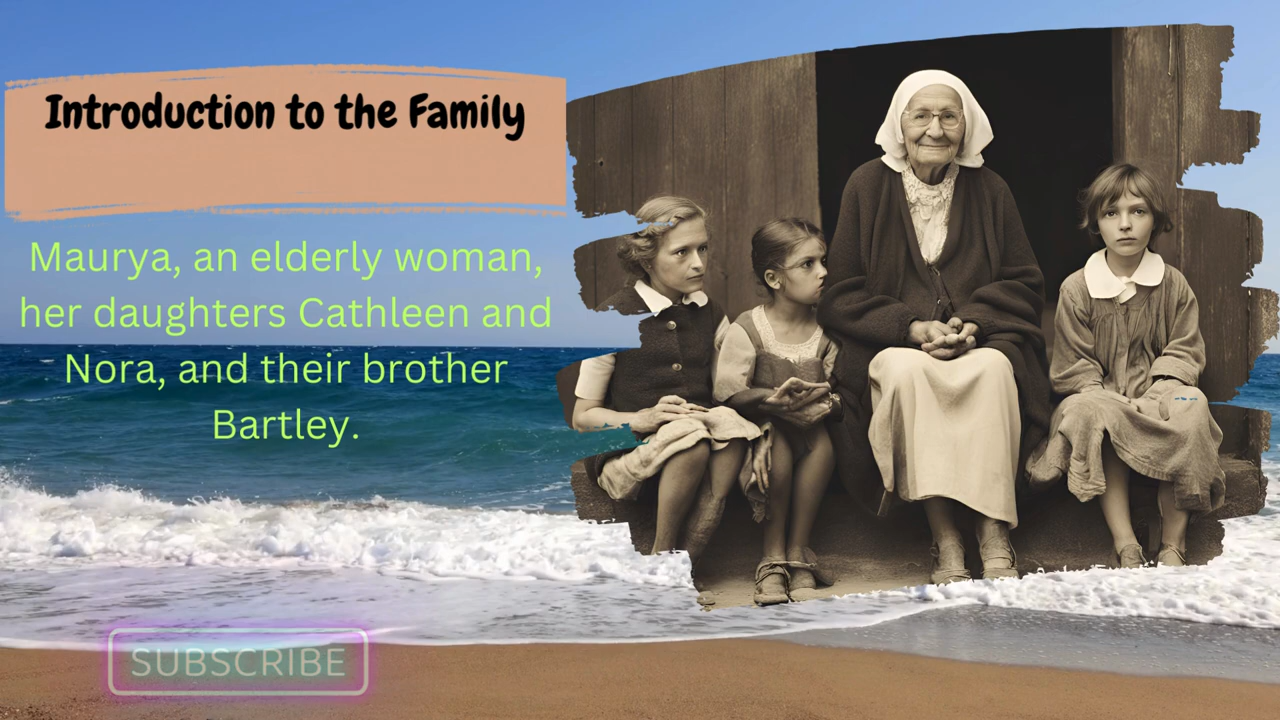 Introduction to the Family
Maurya, an elderly woman,
her daughters Cathleen and
Nora, and their brother
Bartley.
SUBSCRIBE